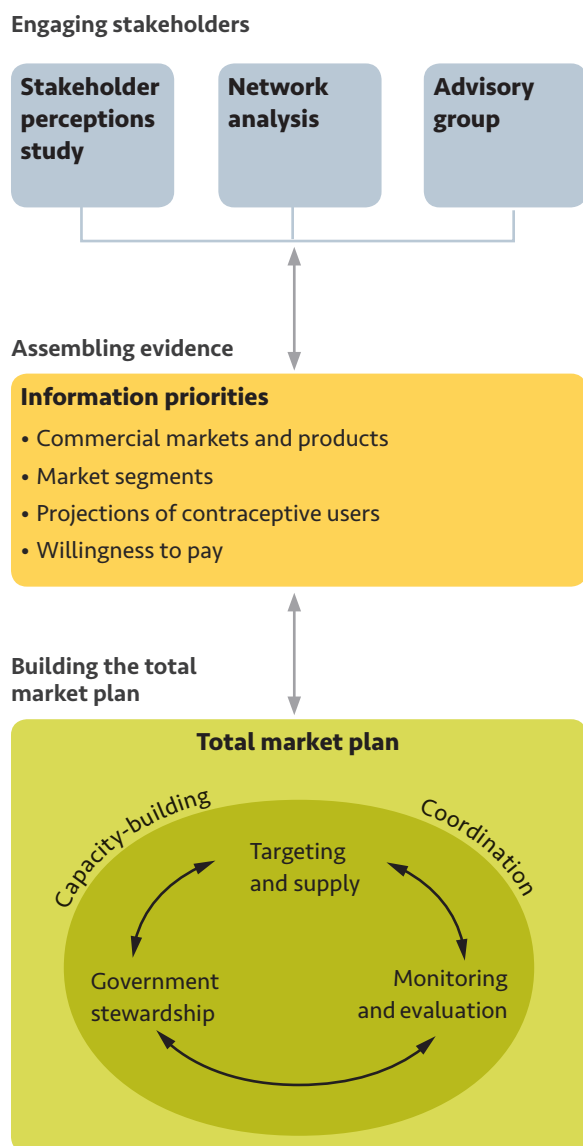 Engaging stakeholders
Stakeholder
perceptions
study
Network
analysis
Advisory
group
Assembling evidence
Information priorities
• Commercial markets and products
• Market segments
• Projections of contraceptive users
• Willingness to pay
Building the total
market plan
Total market plan
Capacity-building
Coordination
Targeting
and supply
Government
stewardship
Monitoring
and evaluation